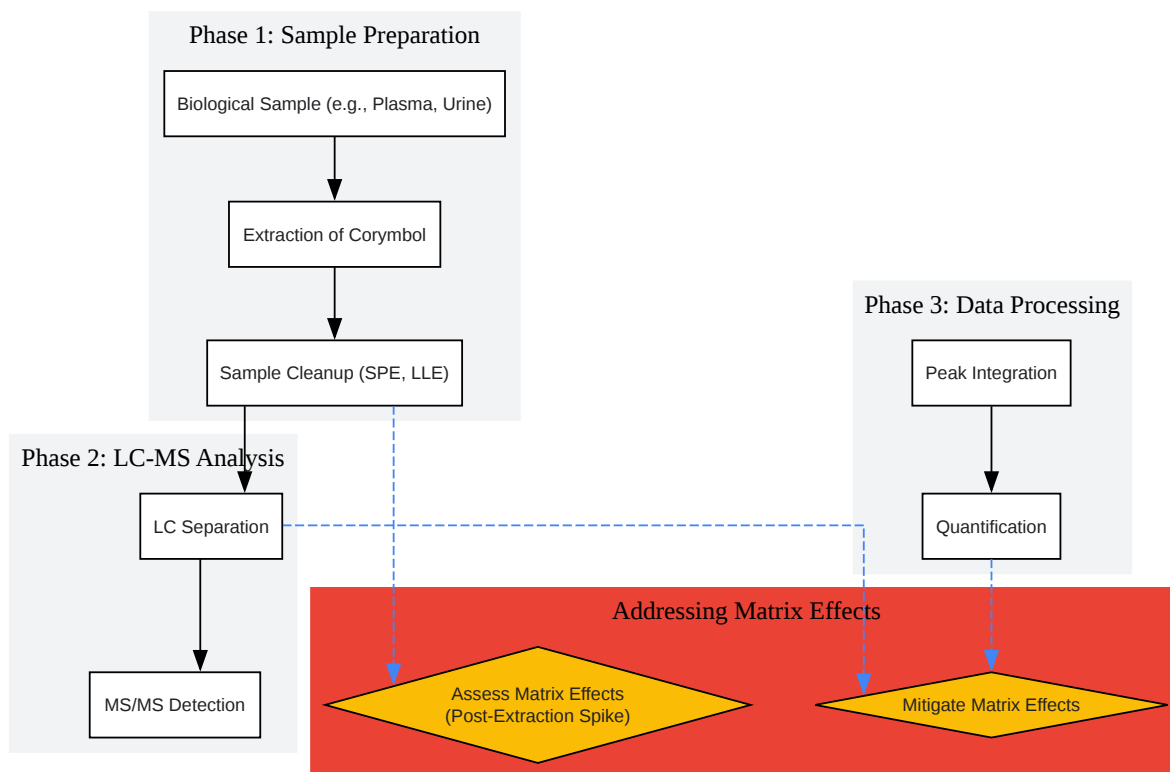 Phase 1: Sample Preparation
Biological Sample (e.g., Plasma, Urine)
Extraction of Corymbol
Sample Cleanup (SPE, LLE)
Phase 2: LC-MS Analysis
LC Separation
MS/MS Detection
Phase 3: Data Processing
Peak Integration
Quantification
Addressing Matrix Effects
Assess Matrix Effects
(Post-Extraction Spike)
Mitigate Matrix Effects